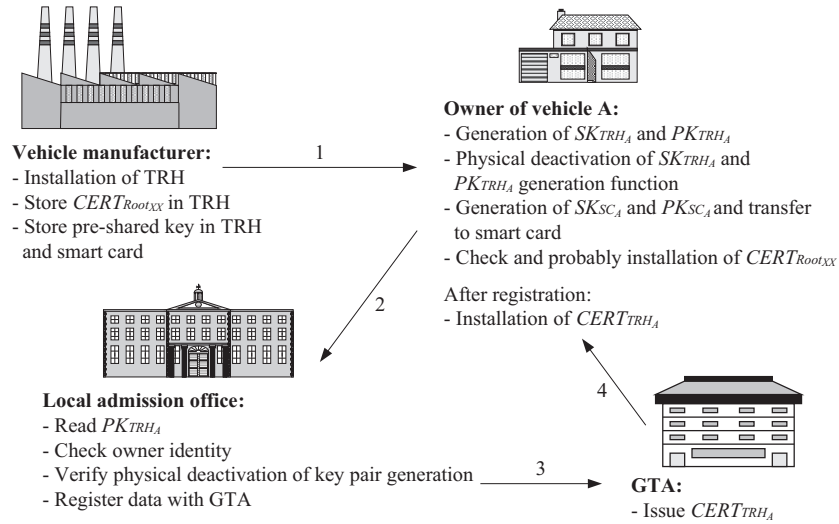 Vehicle manufacturer:
- Installation of TRH
- Store CERTRootXX in TRH
- Store pre-shared key in TRH
and smart card
1
Owner of vehicle A:
- Generation of SKTRHA and PKTRHA
- Physical deactivation of SKTRHA and
PKTRHA generation function
- Generation of SKSCA and PKSCA and transfer
to smart card
- Check and probably installation of CERTRootXX
After registration:
- Installation of CERTTRHA
2
Local admission office:
- Read PKTRHA
- Check owner identity
- Verify physical deactivation of key pair generation
- Register data with GTA
3
4
GTA:
- Issue CERTTRHA